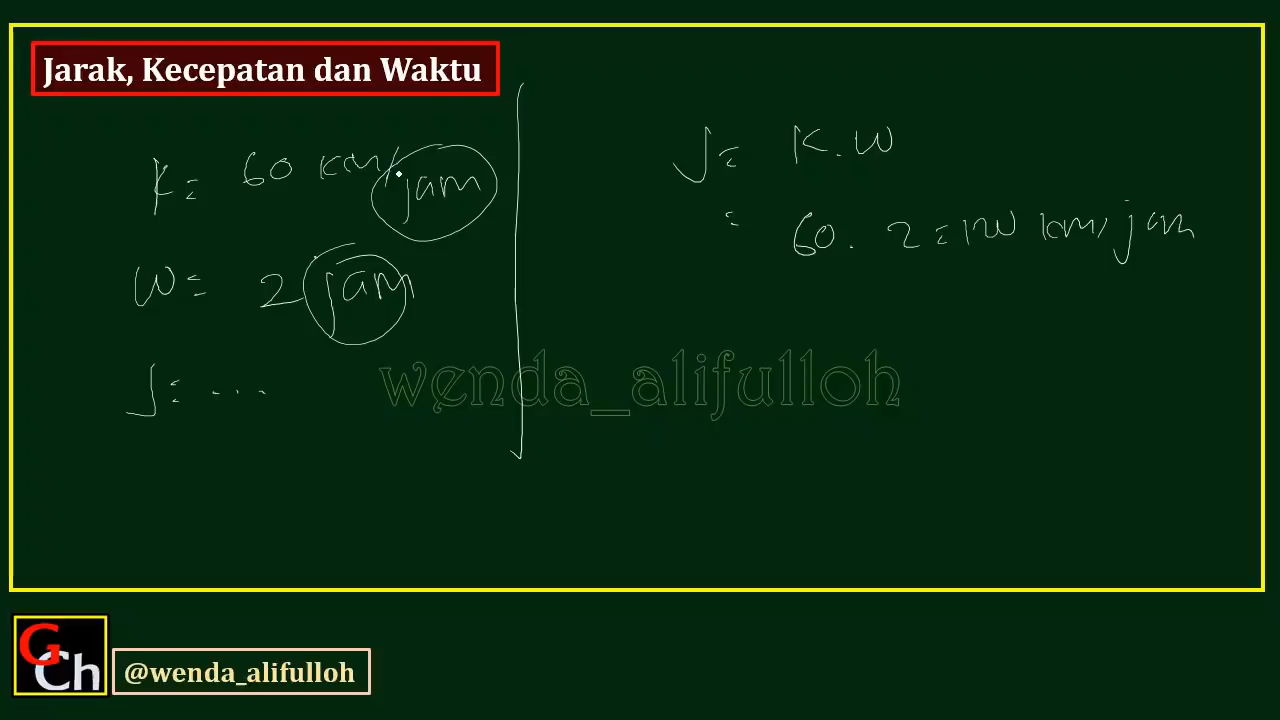 Jarak, Kecepatan dan Waktu
K = 60 km/jam
W = 2 jam
J = ....
J = K . W
= 60 . 2 = 120 km/jam
wenda_alifulloh
GCh
@wenda_alifulloh